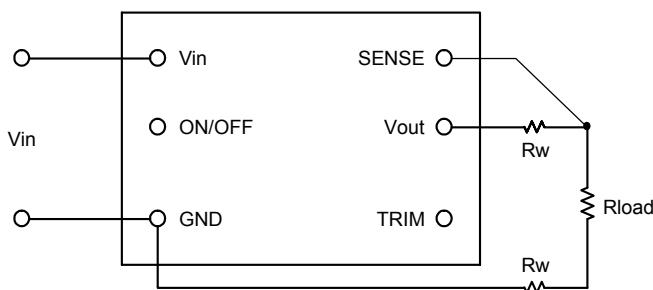 Vin
SENSE
ON/OFF
Vout
Vin
Rw
GND
TRIM
Rload
Rw